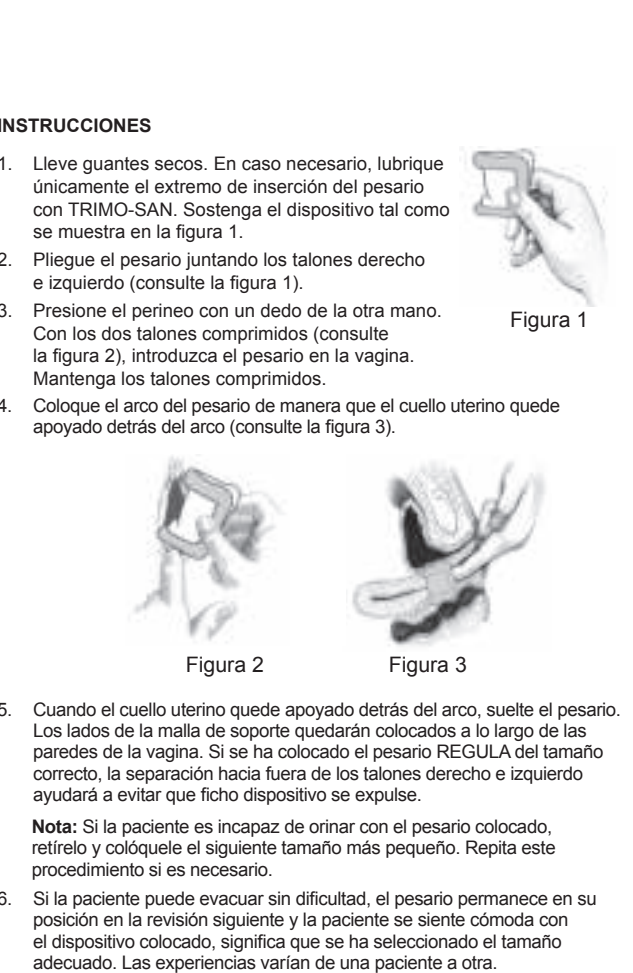 INSTRUCCIONES
1. Lleve guantes secos. En caso necesario, lubrique
únicamente el extremo de inserción del pesario
con TRIMO-SAN. Sostenga el dispositivo tal como
se muestra en la figura 1.
2. Pliegue el pesario juntando los talones derecho
e izquierdo (consulte la figura 1).
3. Presione el perineo con un dedo de la otra mano.
Con los dos talones comprimidos (consulte
la figura 2), introduzca el pesario en la vagina.
Mantenga los talones comprimidos.
Figura 1
4. Coloque el arco del pesario de manera que el cuello uterino quede
apoyado detrás del arco (consulte la figura 3).
Figura 2 Figura 3
5. Cuando el cuello uterino quede apoyado detrás del arco, suelte el pesario.
Los lados de la malla de soporte quedarán colocados a lo largo de las
paredes de la vagina. Si se ha colocado el pesario REGULA del tamaño
correcto, la separación hacia fuera de los talones derecho e izquierdo
ayudará a evitar que ficho dispositivo se expulse.
Nota: Si la paciente es incapaz de orinar con el pesario colocado,
retírelo y colóquele el siguiente tamaño más pequeño. Repita este
procedimiento si es necesario.
6. Si la paciente puede evacuar sin dificultad, el pesario permanece en su
posición en la revisión siguiente y la paciente se siente cómoda con
el dispositivo colocado, significa que se ha seleccionado el tamaño
adecuado. Las experiencias varían de una paciente a otra.